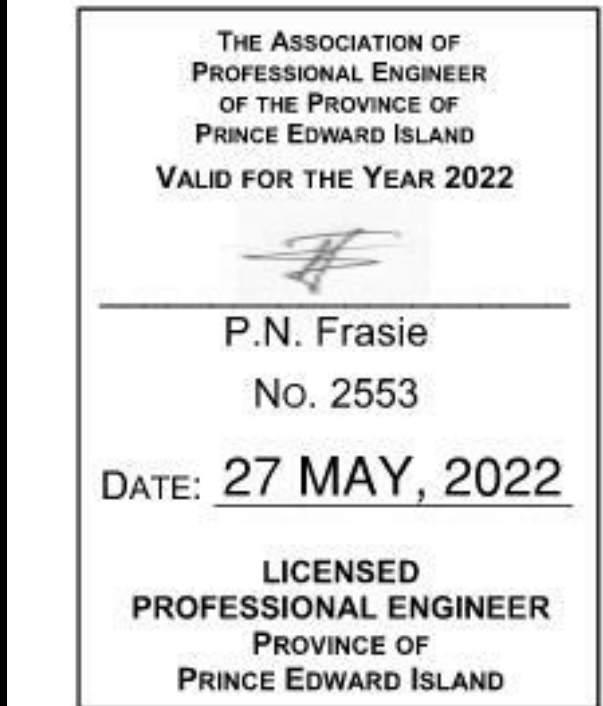 THE ASSOCIATION OF
PROFESSIONAL ENGINEER
OF THE PROVINCE OF
PRINCE EDWARD ISLAND
VALID FOR THE YEAR 2022
P.N. Frasie
NO. 2553
DATE: 27 MAY, 2022
LICENSED
PROFESSIONAL ENGINEER
PROVINCE OF
PRINCE EDWARD ISLAND